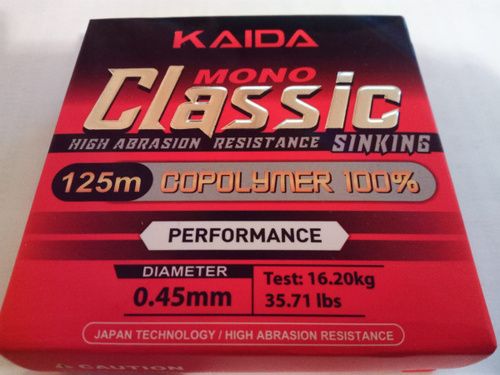 KAIDA
MONO
Classic
HIGH ABRASION RESISTANCE SINKING
125m COPOLYMER 100%
PERFORMANCE
DIAMETER
0.45mm
Test: 16.20kg
35.71 lbs
JAPAN TECHNOLOGY / HIGH ABRASION RESISTANCE
CAUTION